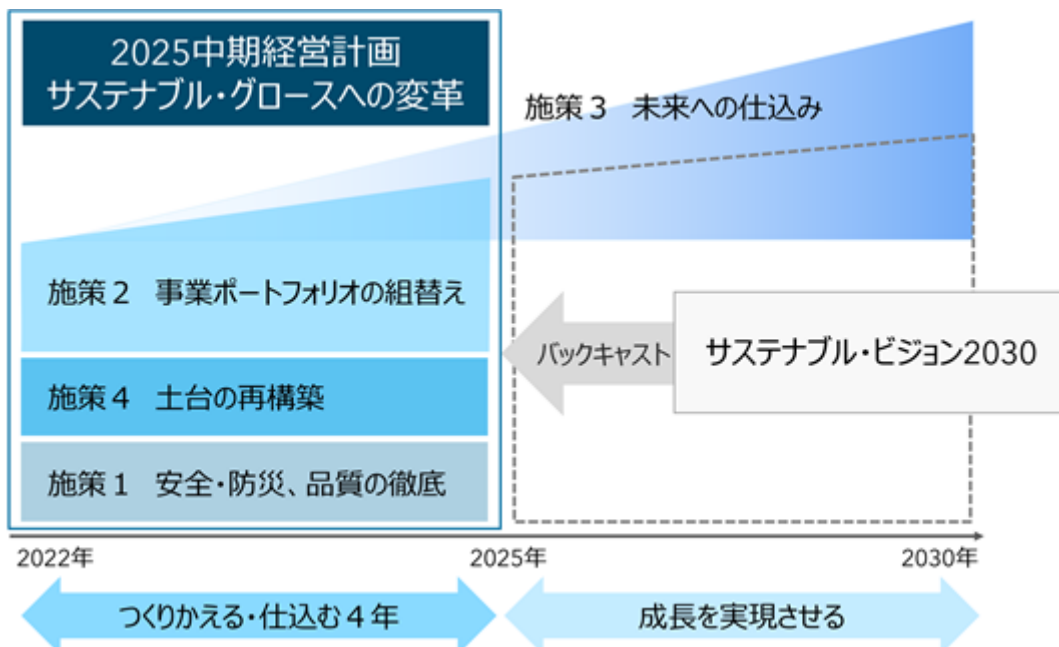 2025中期経営計画
サステナブル・グロースへの変革
施策3 未来への仕込み
施策2 事業ポートフォリオの組替え
バックキャスト
サステナブル・ビジョン2030
施策4 土台の再構築
施策1 安全・防災、品質の徹底
2022年
2025年
2030年
つくりかえる・仕込む4年
成長を実現させる